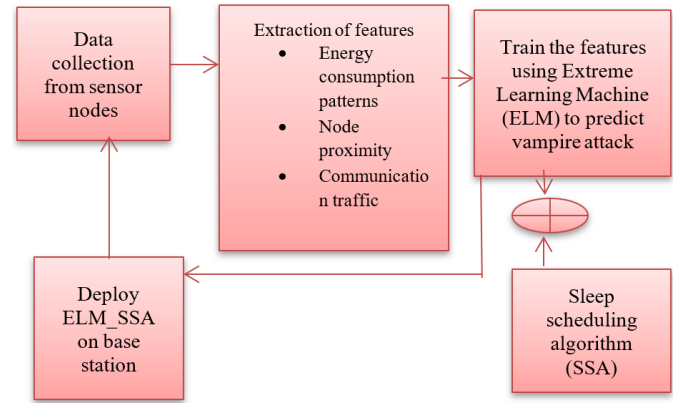 Data
collection
from sensor
nodes
Extraction of features
• Energy
consumption
patterns
• Node
proximity
• Communicatio
n traffic
Train the features
using Extreme
Learning Machine
(ELM) to predict
vampire attack
Deploy
ELM_SSA
on base
station
Sleep
scheduling
algorithm
(SSA)